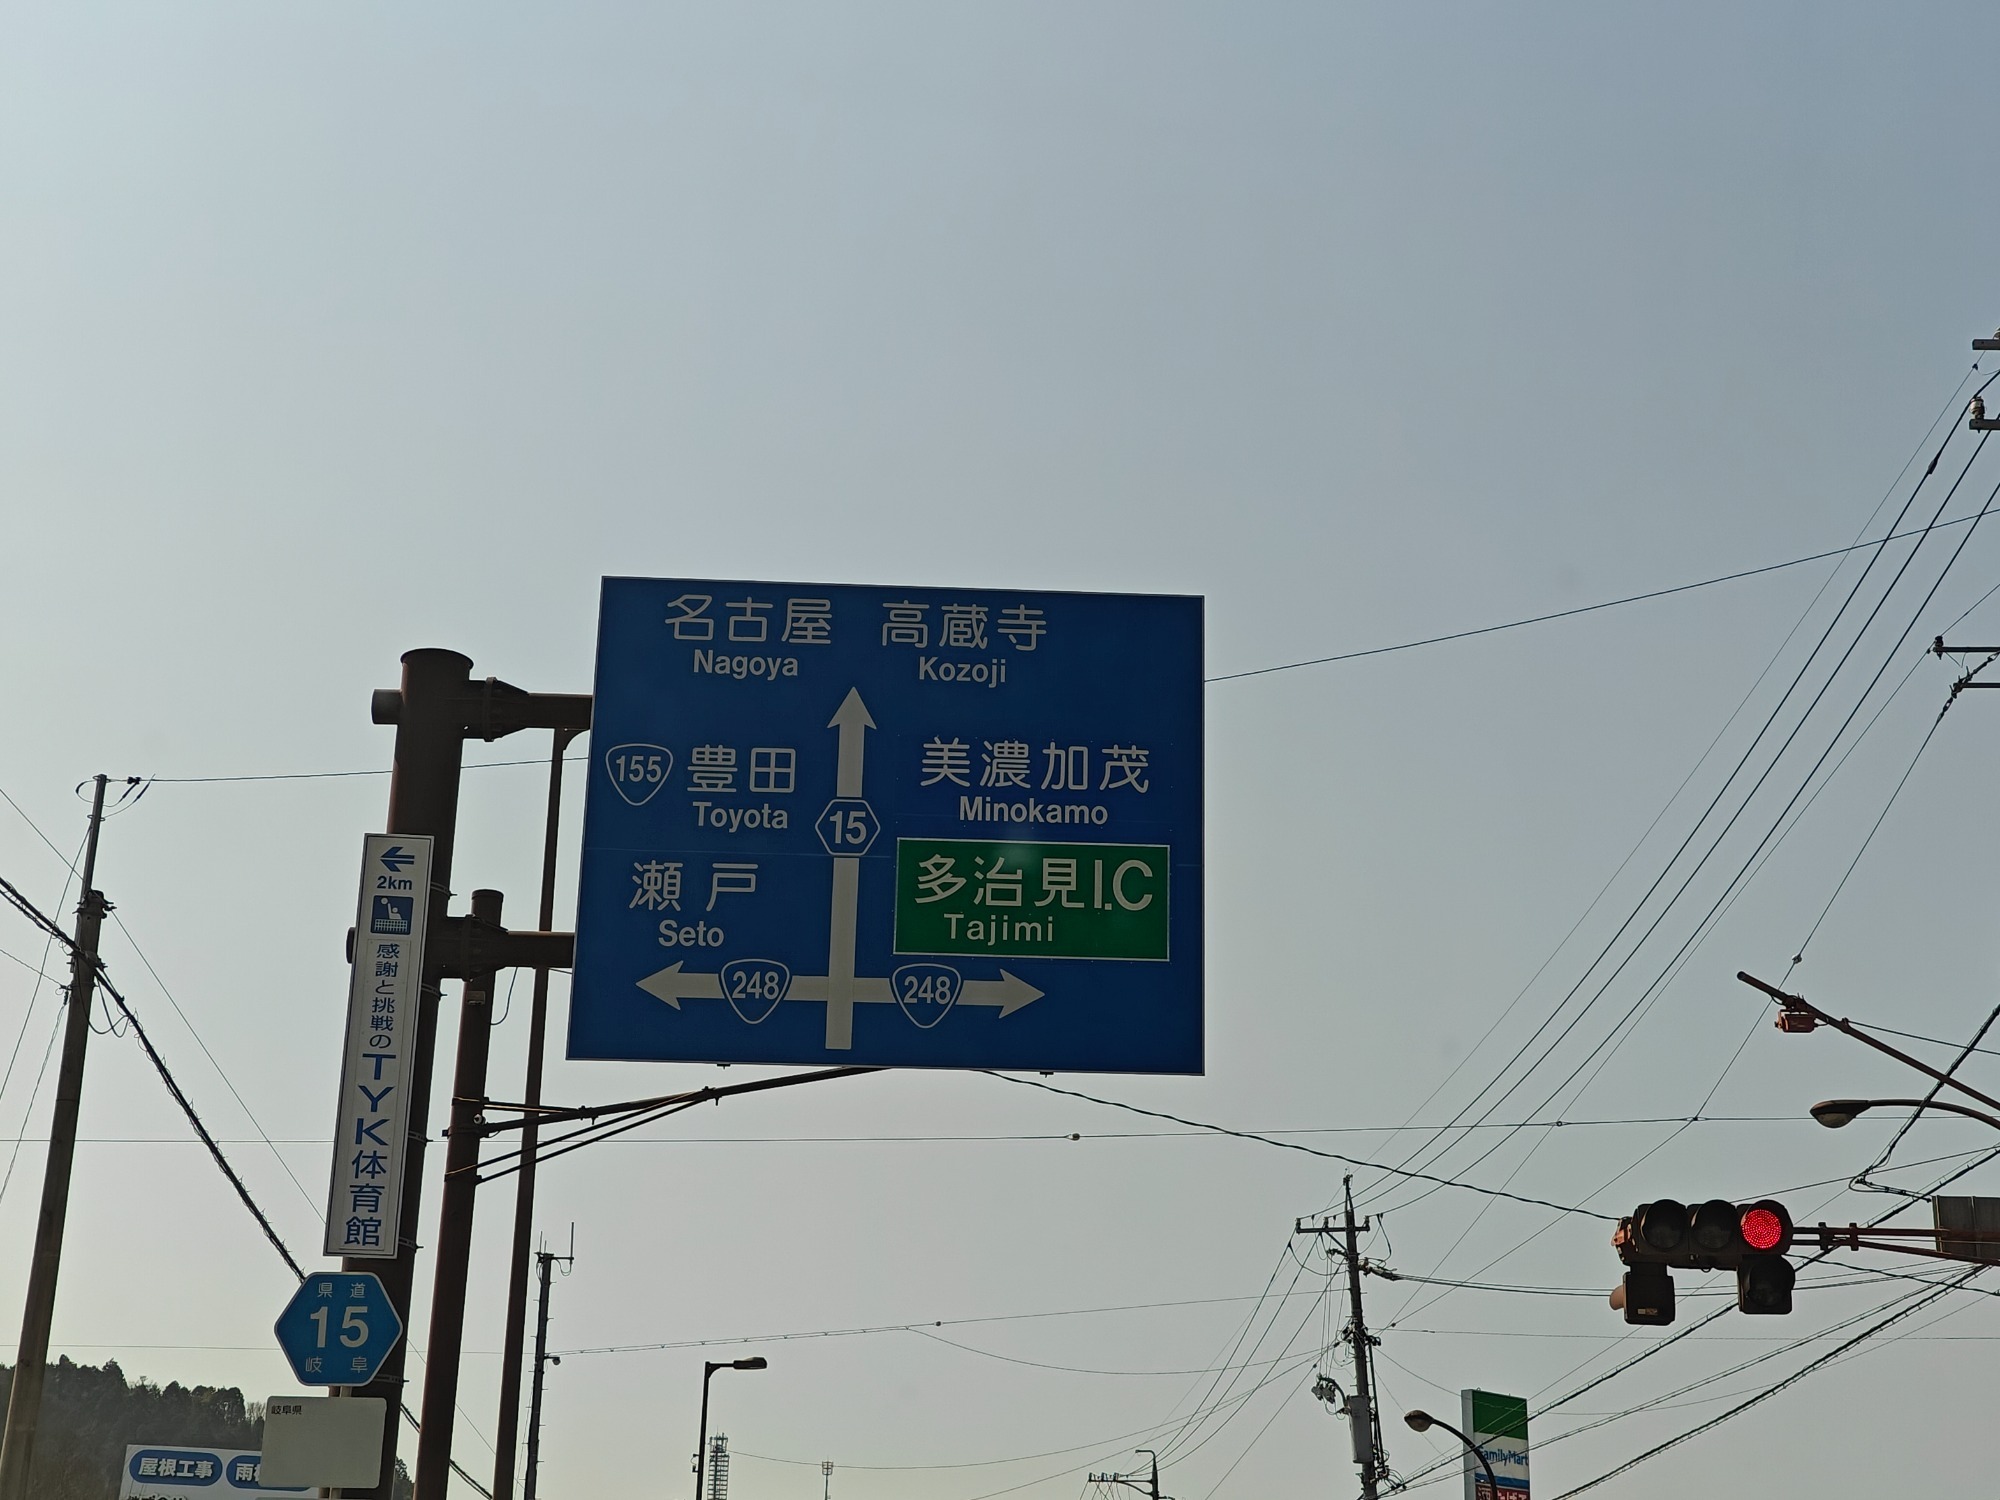 名古屋 高蔵寺
Nagoya Kozoji
155 豊田 美濃加茂
Toyota Minokamo
15
瀬戸 多治見I.C
Seto Tajimi
248 248
2km
感謝と挑戦の
TYK体育館
県道
15
岐阜
岐阜県
屋根工事
FamilyMart